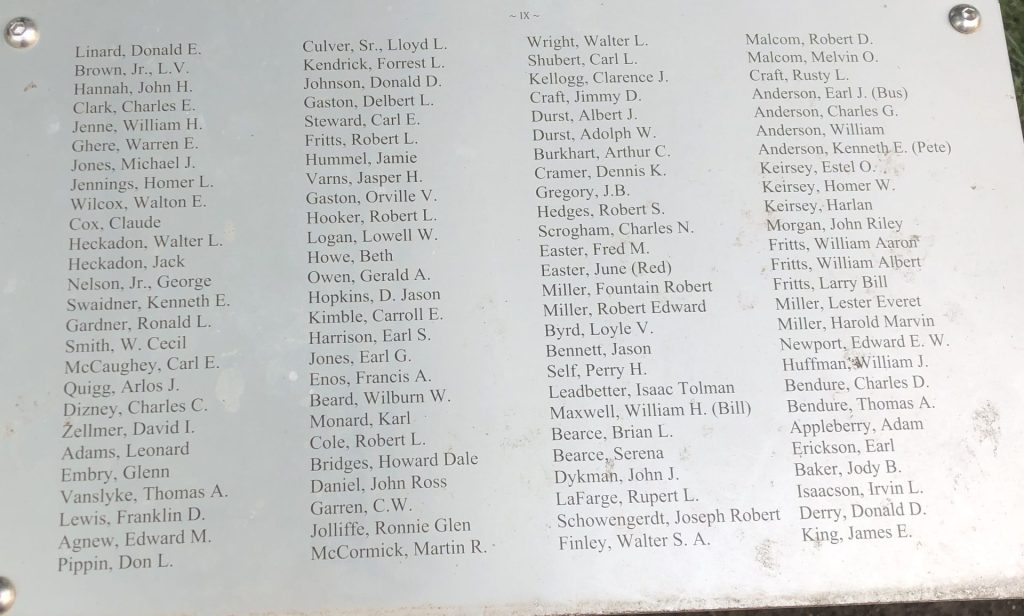 ~ IX ~
Linard, Donald E.
Brown, Jr., L.V.
Hannah, John H.
Clark, Charles E.
Jenne, William H.
Ghere, Warren E.
Jones, Michael J.
Jennings, Homer L.
Wilcox, Walton E.
Cox, Claude
Heckadon, Walter L.
Heckadon, Jack
Nelson, Jr., George
Swaidner, Kenneth E.
Gardner, Ronald L.
Smith, W. Cecil
McCaughey, Carl E.
Quigg, Arlos J.
Dizney, Charles C.
Zellmer, David I.
Adams, Leonard
Embry, Glenn
Vanslyke, Thomas A.
Lewis, Franklin D.
Agnew, Edward M.
Pippin, Don L.
Culver, Sr., Lloyd L.
Kendrick, Forrest L.
Johnson, Donald D.
Gaston, Delbert L.
Steward, Carl E.
Fritts, Robert L.
Hummel, Jamie
Varns, Jasper H.
Gaston, Orville V.
Hooker, Robert L.
Logan, Lowell W.
Howe, Beth
Owen, Gerald A.
Hopkins, D. Jason
Kimble, Carroll E.
Harrison, Earl S.
Jones, Earl G.
Enos, Francis A.
Beard, Wilburn W.
Monard, Karl
Cole, Robert L.
Bridges, Howard Dale
Daniel, John Ross
Garren, C.W.
Jolliffe, Ronnie Glen
McCormick, Martin R.
Wright, Walter L.
Shubert, Carl L.
Kellogg, Clarence J.
Craft, Jimmy D.
Durst, Albert J.
Durst, Adolph W.
Burkhart, Arthur C.
Cramer, Dennis K.
Gregory, J.B.
Hedges, Robert S.
Scrogham, Charles N.
Easter, Fred M.
Easter, June (Red)
Miller, Fountain Robert
Miller, Robert Edward
Byrd, Loyle V.
Bennett, Jason
Self, Perry H.
Leadbetter, Isaac Tolman
Maxwell, William H. (Bill)
Bearce, Brian L.
Bearce, Serena
Dykman, John J.
LaFarge, Rupert L.
Schowengerdt, Joseph Robert
Finley, Walter S. A.
Malcom, Robert D.
Malcom, Melvin O.
Craft, Rusty L.
Anderson, Earl J. (Bus)
Anderson, Charles G.
Anderson, William
Anderson, Kenneth E. (Pete)
Keirsey, Estel O.
Keirsey, Homer W.
Keirsey, Harlan
Morgan, John Riley
Fritts, William Aaron
Fritts, William Albert
Fritts, Larry Bill
Miller, Lester Everet
Miller, Harold Marvin
Newport, Edward E. W.
Huffman, William J.
Bendure, Charles D.
Bendure, Thomas A.
Appleberry, Adam
Erickson, Earl
Baker, Jody B.
Isaacson, Irvin L.
Derry, Donald D.
King, James E.